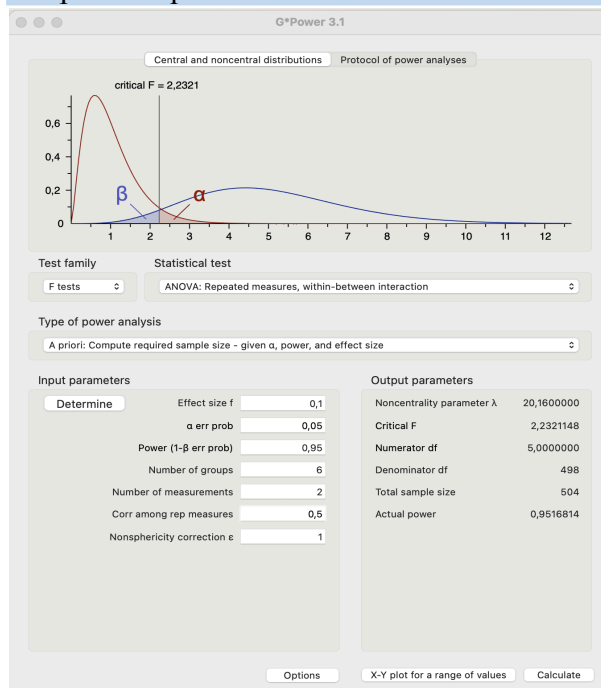 G*Power 3.1
Central and noncentral distributions Protocol of power analyses
critical F = 2,2321
0,6
0,4
0,2
0
β
α
1 2 3 4 5 6 7 8 9 10 11 12
Test family Statistical test
F tests ANOVA: Repeated measures, within-between interaction
Type of power analysis
A priori: Compute required sample size - given α, power, and effect size
Input parameters
Determine Effect size f 0,1
α err prob 0,05
Power (1-β err prob) 0,95
Number of groups 6
Number of measurements 2
Corr among rep measures 0,5
Nonsphericity correction ε 1
Output parameters
Noncentrality parameter λ 20,1600000
Critical F 2,2321148
Numerator df 5,0000000
Denominator df 498
Total sample size 504
Actual power 0,9516814
Options X-Y plot for a range of values Calculate